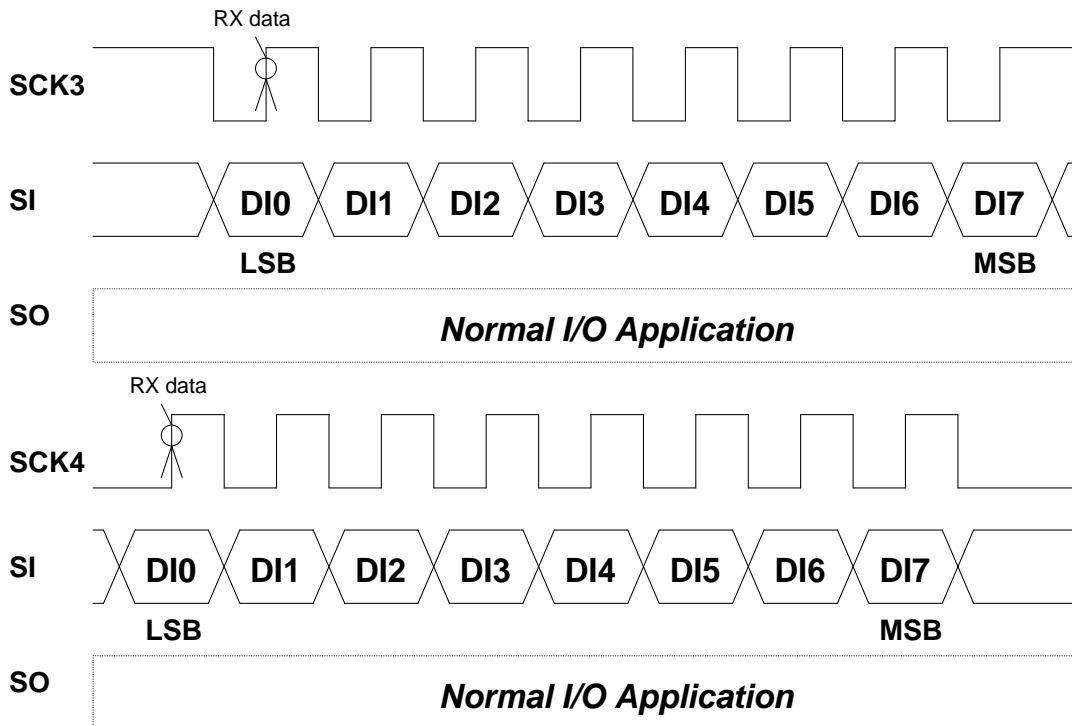 RX data
SCK3
SI DI0 DI1 DI2 DI3 DI4 DI5 DI6 DI7
LSB MSB
SO Normal I/O Application
RX data
SCK4
SI DI0 DI1 DI2 DI3 DI4 DI5 DI6 DI7
LSB MSB
SO Normal I/O Application